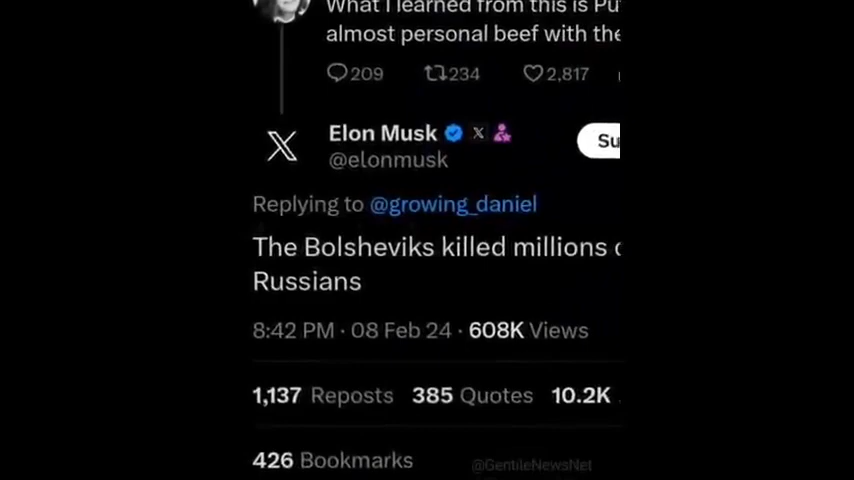 What I learned from this is Pu
almost personal beef with the
209 234 2,817
Elon Musk
@elonmusk
Su
Replying to @growing_daniel
The Bolsheviks killed millions
Russians
8:42 PM · 08 Feb 24 · 608K Views
1,137 Reposts 385 Quotes 10.2K
426 Bookmarks
@GentileNewsNet